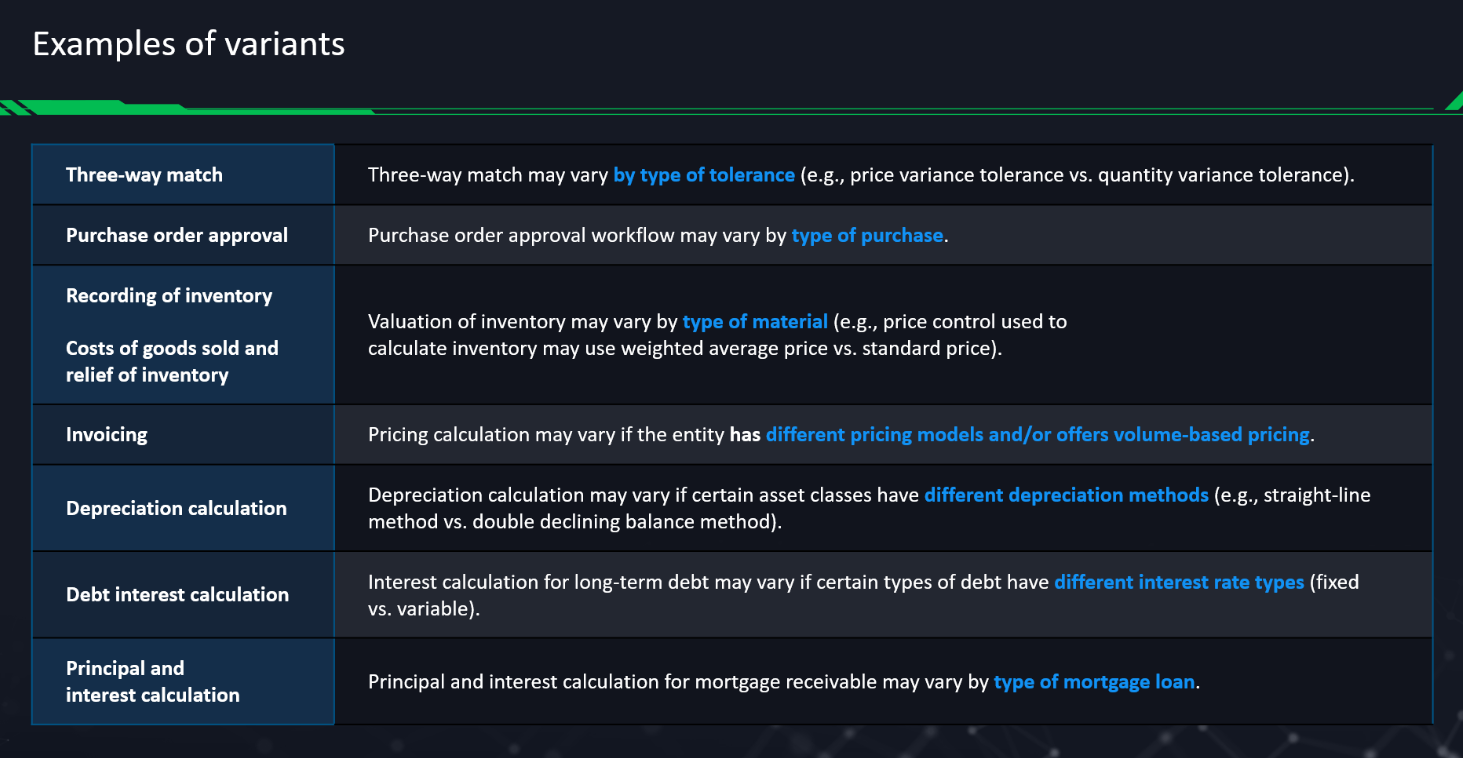 Examples of variants
Three-way match
Three-way match may vary by type of tolerance (e.g., price variance tolerance vs. quantity variance tolerance).
Purchase order approval
Purchase order approval workflow may vary by type of purchase.
Recording of inventory
Costs of goods sold and
relief of inventory
Valuation of inventory may vary by type of material (e.g., price control used to
calculate inventory may use weighted average price vs. standard price).
Invoicing
Pricing calculation may vary if the entity has different pricing models and/or offers volume-based pricing.
Depreciation calculation
Depreciation calculation may vary if certain asset classes have different depreciation methods (e.g., straight-line
method vs. double declining balance method).
Debt interest calculation
Interest calculation for long-term debt may vary if certain types of debt have different interest rate types (fixed
vs. variable).
Principal and
interest calculation
Principal and interest calculation for mortgage receivable may vary by type of mortgage loan.